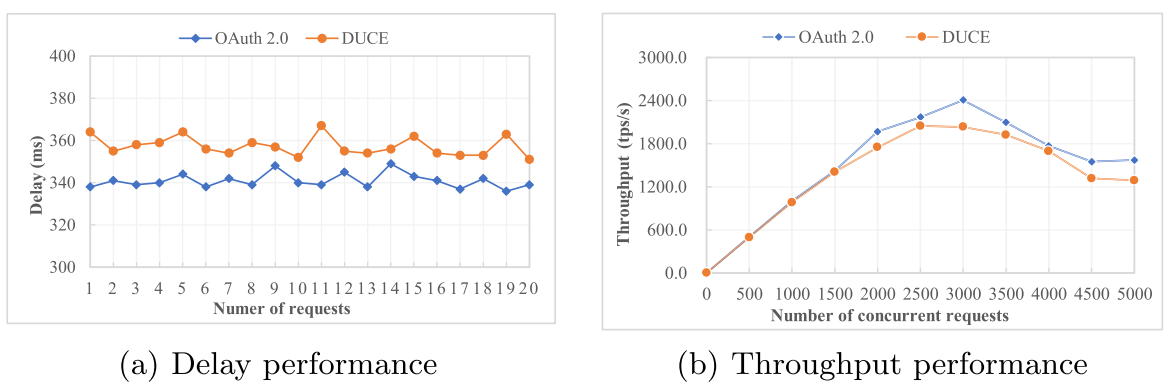 OAuth 2.0 DUCE
400
380
360
340
320
300
Delay (ms)
1 2 3 4 5 6 7 8 9 10 11 12 13 14 15 16 17 18 19 20
Numer of requests
(a) Delay performance
OAuth 2.0 DUCE
3000.0
2400.0
1800.0
1200.0
600.0
0.0
Throughput (tps/s)
0 500 1000 1500 2000 2500 3000 3500 4000 4500 5000
Number of concurrent requests
(b) Throughput performance